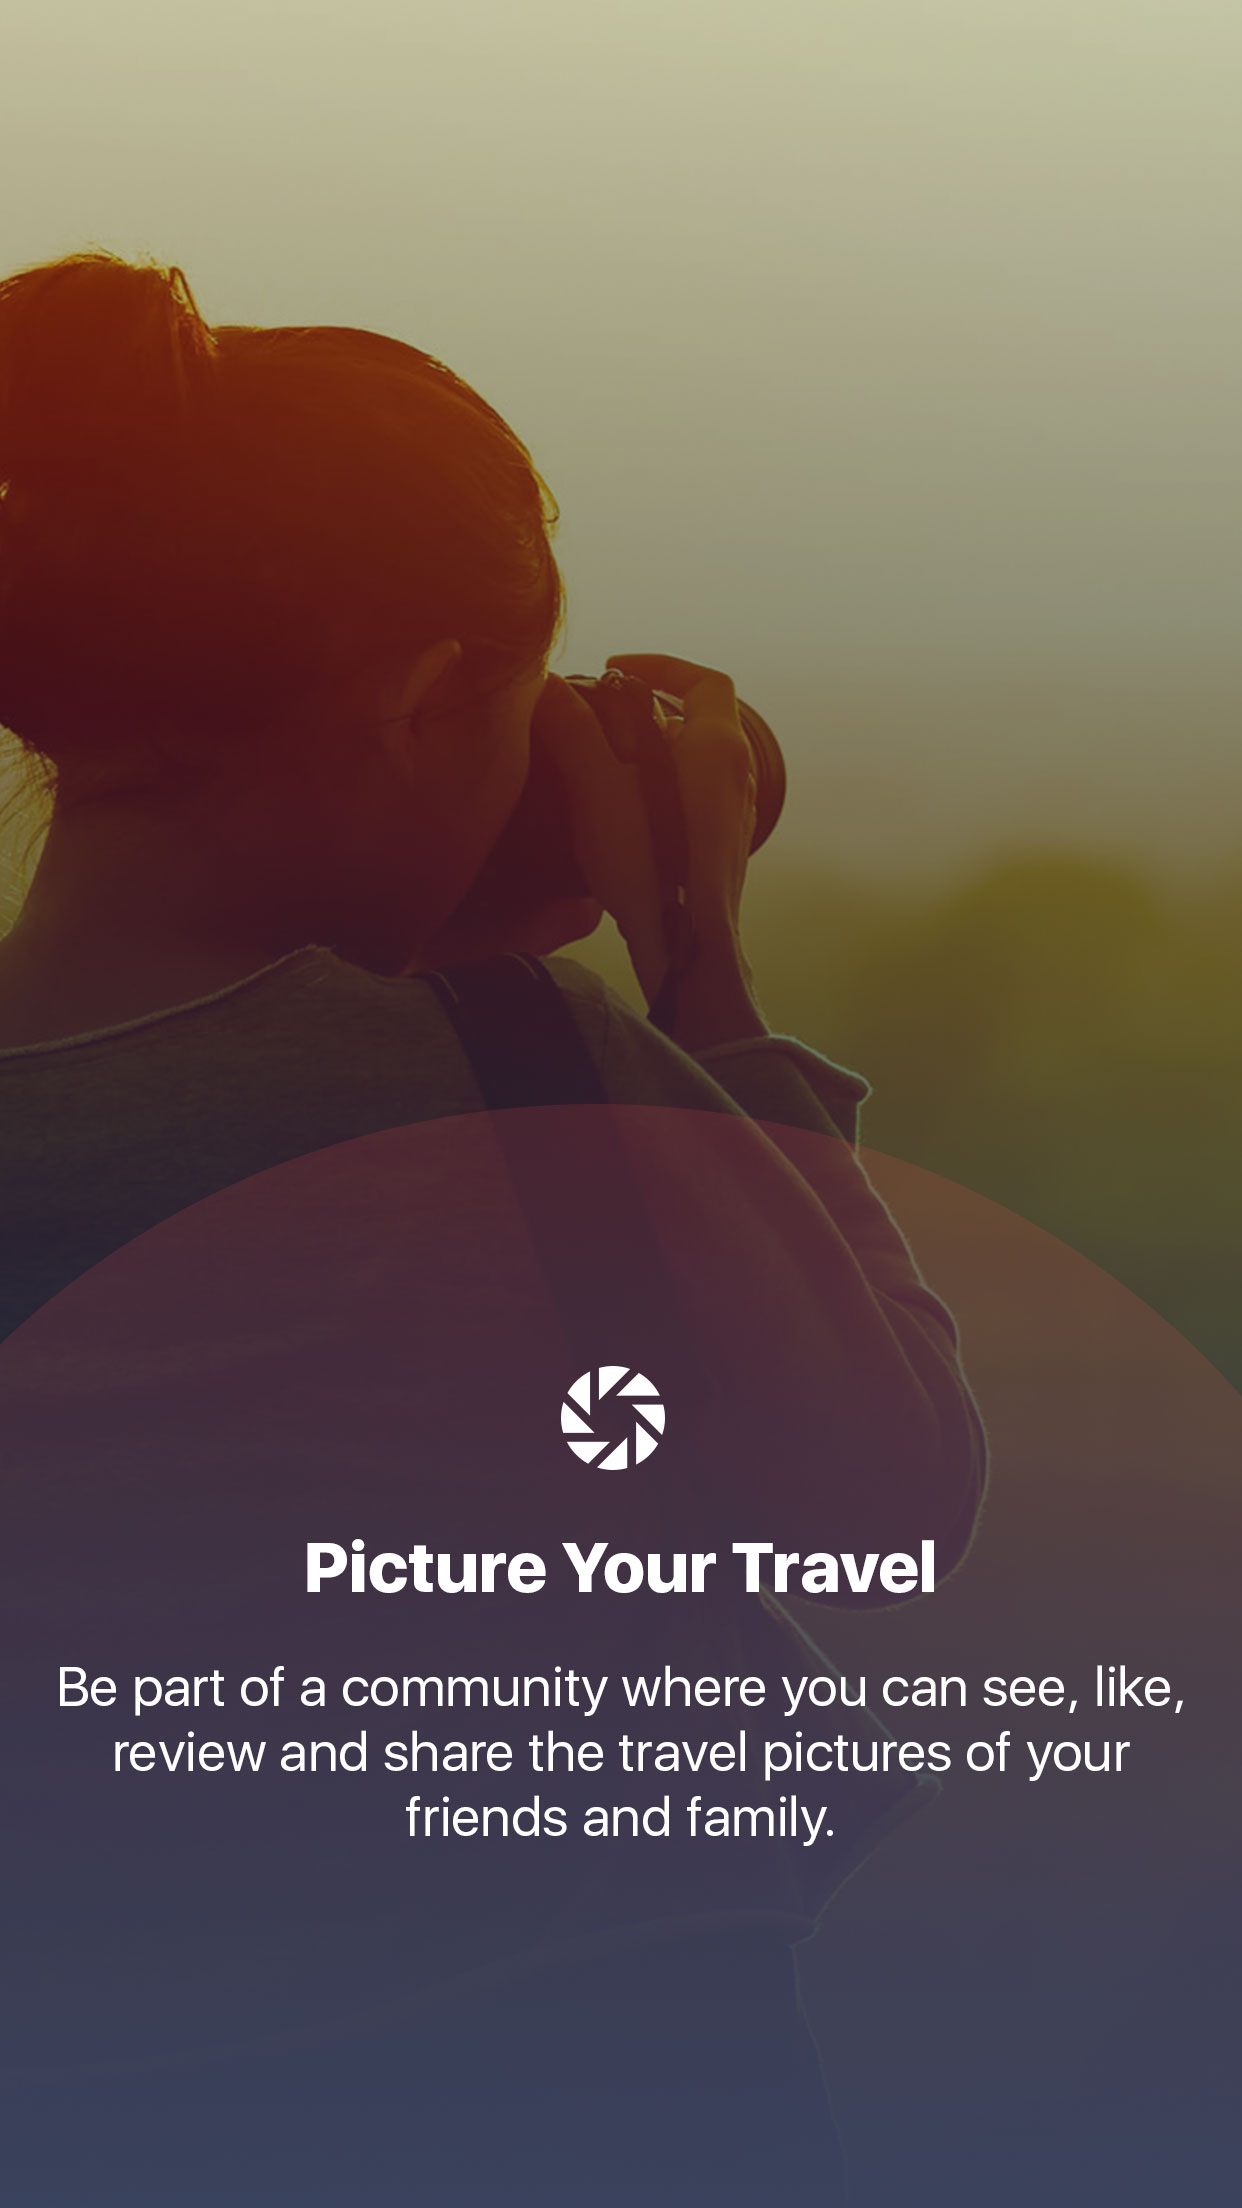 Picture Your Travel
Be part of a community where you can see, like,
review and share the travel pictures of your
friends and family.